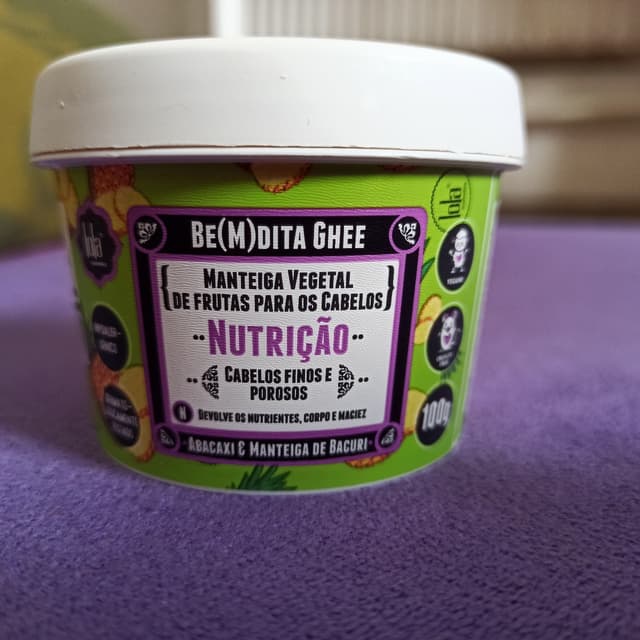 lola
BE(M)DITA GHEE
MANTEIGA VEGETAL
DE FRUTAS PARA OS CABELOS
NUTRIÇÃO
CABELOS FINOS E
POROSOS
N DEVOLVE OS NUTRIENTES, CORPO E MACIEZ
ABACAXI & MANTEIGA DE BACURI
lola
100g